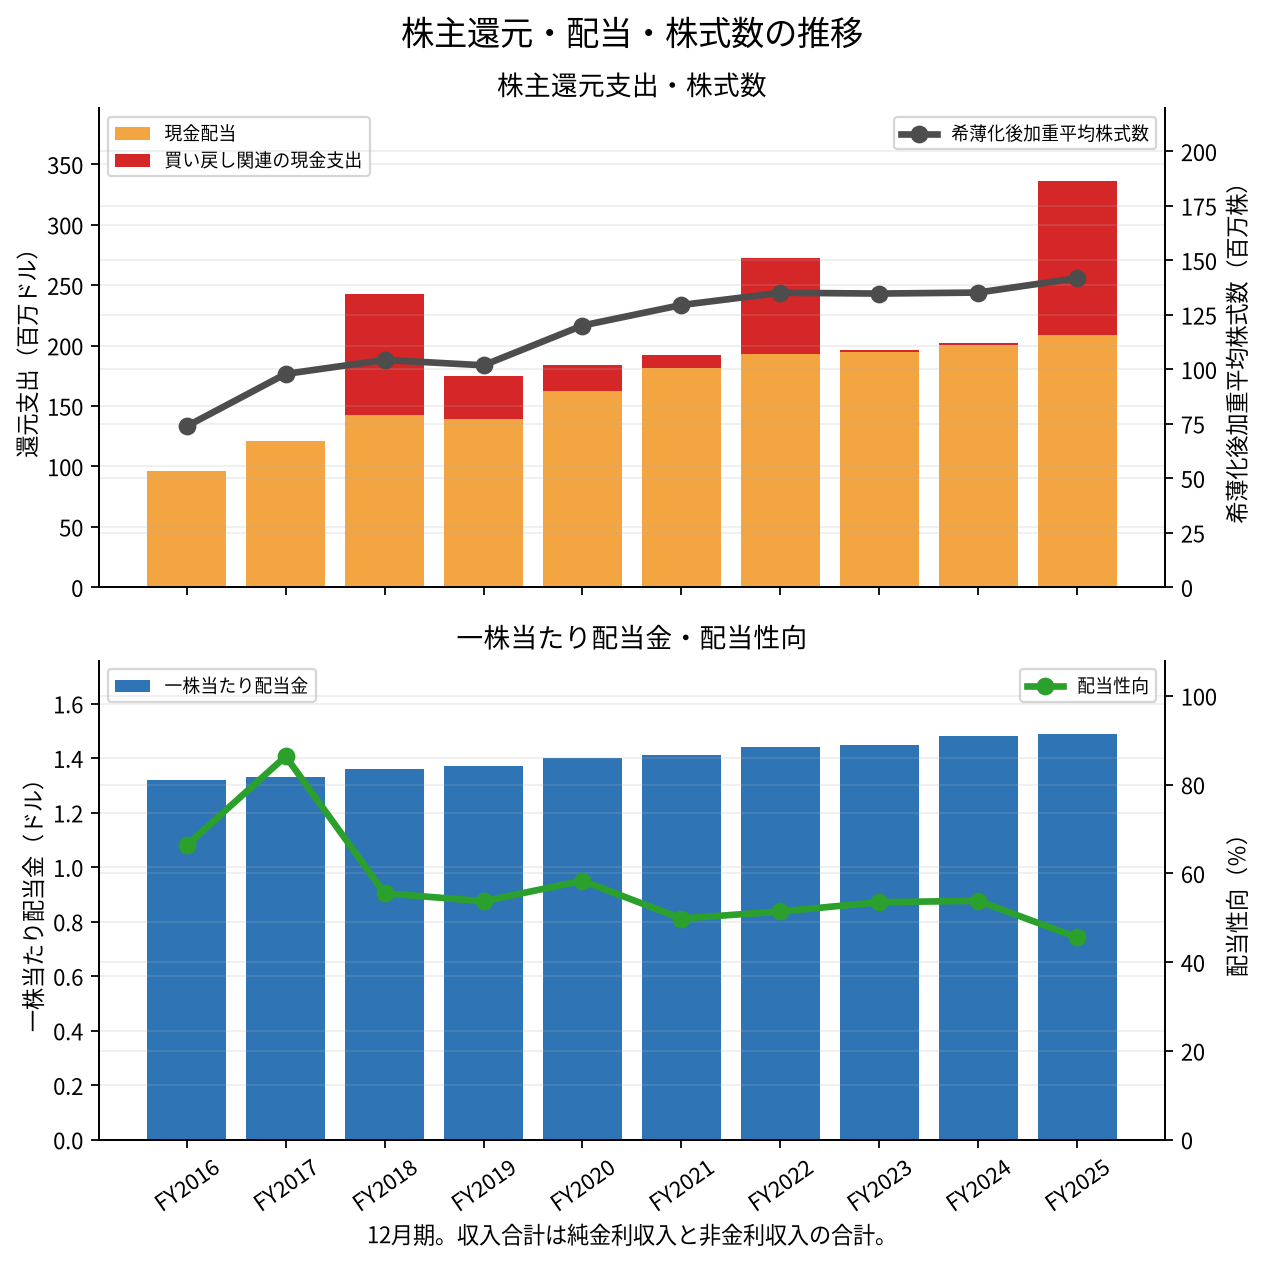 株主還元・配当・株式数の推移
株主還元支出・株式数
現金配当
買い戻し関連の現金支出
希薄化後加重平均株式数
還元支出（百万ドル）
350
300
250
200
150
100
50
0
200
175
150
125
100
75
50
25
0
希薄化後加重平均株式数（百万株）
一株当たり配当金・配当性向
一株当たり配当金
配当性向
一株当たり配当金（ドル）
1.6
1.4
1.2
1.0
0.8
0.6
0.4
0.2
0.0
100
80
60
40
20
0
配当性向（%）
FY2016
FY2017
FY2018
FY2019
FY2020
FY2021
FY2022
FY2023
FY2024
FY2025
12月期。収入合計は純金利収入と非金利収入の合計。